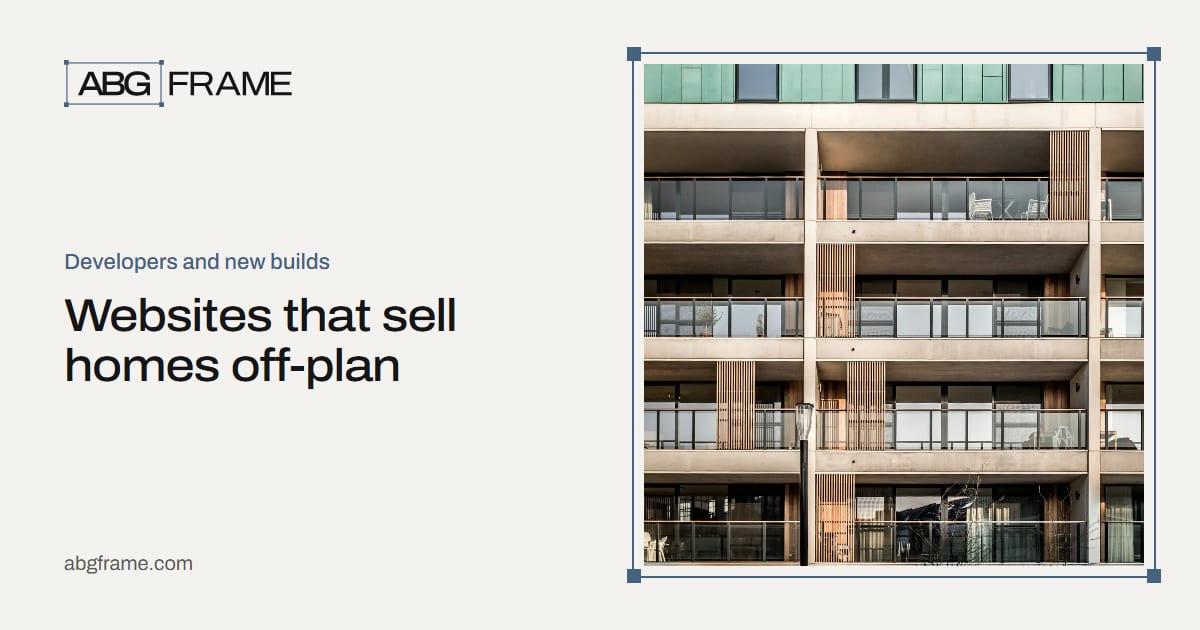 ABG FRAME
Developers and new builds
Websites that sell
homes off-plan
abgframe.com